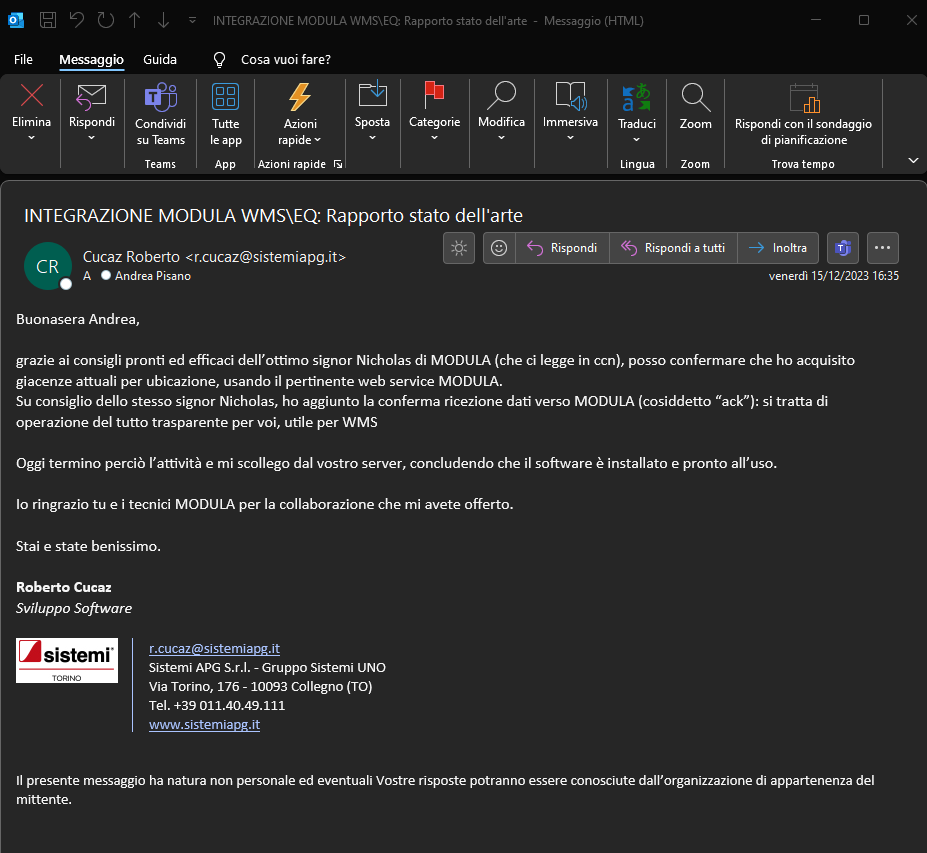 INTEGRAZIONE MODULA WMS\EQ: Rapporto stato dell'arte - Messaggio (HTML)
File Messaggio Guida Cosa vuoi fare?
Elimina
Rispondi
Condividi
su Teams
Teams
Tutte
le app
App
Azioni
rapide
Azioni rapide
Sposta
Categorie
Modifica
Immersiva
Traduci
Lingua
Zoom
Zoom
Rispondi con il sondaggio
di pianificazione
Trova tempo
INTEGRAZIONE MODULA WMS\EQ: Rapporto stato dell'arte
CR
Cucaz Roberto <r.cucaz@sistemiapg.it>
A Andrea Pisano
Rispondi Rispondi a tutti Inoltra
venerdì 15/12/2023 16:35
Buonasera Andrea,
grazie ai consigli pronti ed efficaci dell’ottimo signor Nicholas di MODULA (che ci legge in ccn), posso confermare che ho acquisito
giacenze attuali per ubicazione, usando il pertinente web service MODULA.
Su consiglio dello stesso signor Nicholas, ho aggiunto la conferma ricezione dati verso MODULA (cosiddetto “ack”): si tratta di
operazione del tutto trasparente per voi, utile per WMS
Oggi termino perciò l’attività e mi scollego dal vostro server, concludendo che il software è installato e pronto all’uso.
Io ringrazio tu e i tecnici MODULA per la collaborazione che mi avete offerto.
Stai e state benissimo.
Roberto Cucaz
Sviluppo Software
sistemi
TORINO
r.cucaz@sistemiapg.it
Sistemi APG S.r.l. - Gruppo Sistemi UNO
Via Torino, 176 - 10093 Collegno (TO)
Tel. +39 011.40.49.111
www.sistemiapg.it
Il presente messaggio ha natura non personale ed eventuali Vostre risposte potranno essere conosciute dall’organizzazione di appartenenza del
mittente.